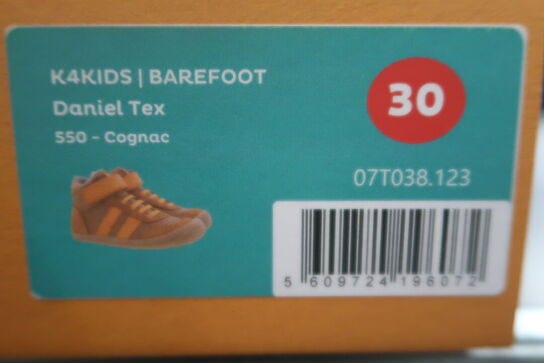 K4KIDS | BAREFOOT
Daniel Tex
550 - Cognac
30
07T038.123
5 609724 196072